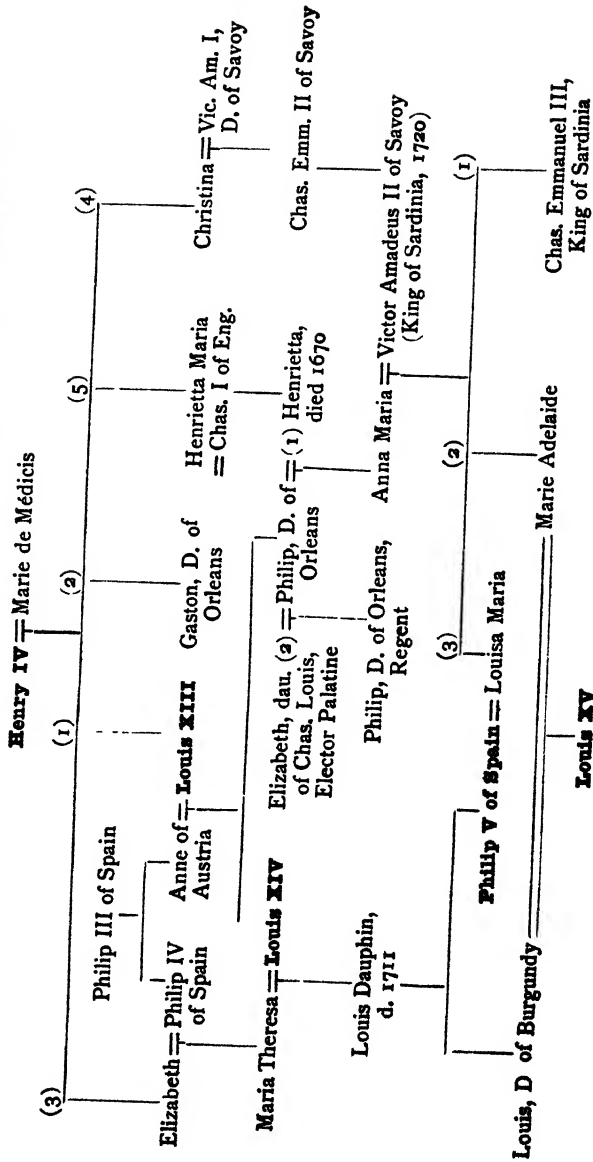 Henry IV = Marie de Médicis
(3)
(1)
(2)
(5)
(4)
Philip III of Spain
Elizabeth = Philip IV
of Spain
Anne of = Louis XIII
Austria
Gaston, D. of
Orleans
Henrietta Maria
= Chas. I of Eng.
Christina = Vic. Am. I,
D. of Savoy
Maria Theresa = Louis XIV
Elizabeth, dau. (2) = Philip, D. of = (1) Henrietta,
of Chas. Louis,
Elector Palatine
Orleans
died 1670
Chas. Emm. II of Savoy
Louis Dauphin,
d. 1711
Philip, D. of Orleans,
Regent
Anna Maria = Victor Amadeus II of Savoy
(King of Sardinia, 1720)
(3)
(2)
(1)
Philip V of Spain = Louisa Maria
Louis, D of Burgundy
Marie Adelaide
Chas. Emmanuel III,
King of Sardinia
Louis XV